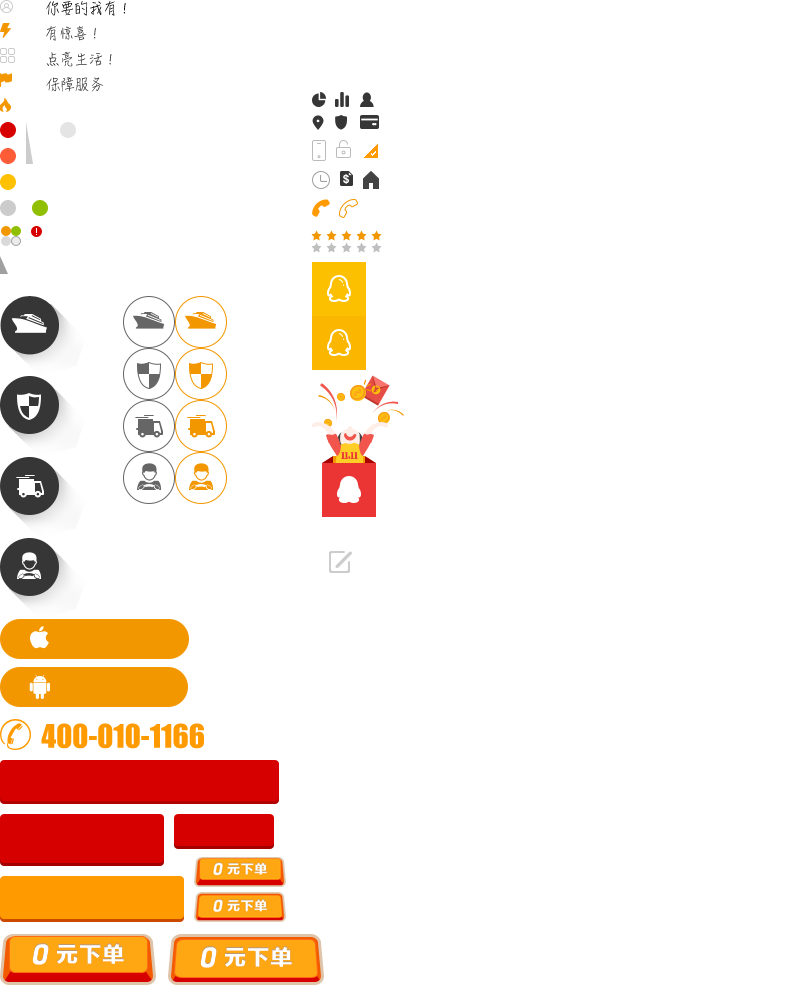 你要的我有！
有惊喜！
点亮生活！
保障服务
11.11
400-010-1166
0 元下单
0 元下单
0 元下单
0 元下单